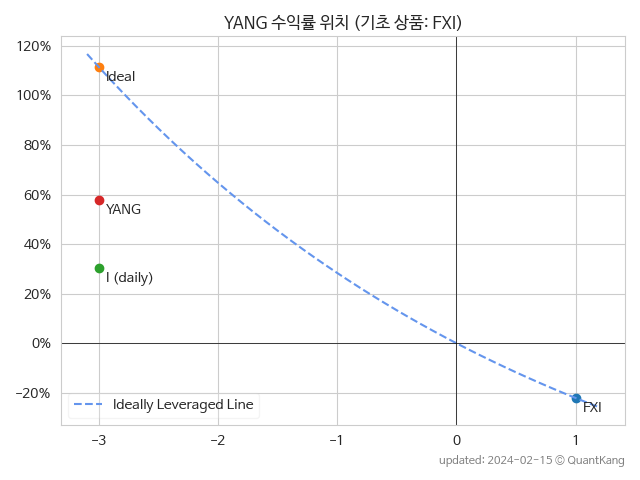 YANG 수익률 위치 (기초 상품: FXI)
120%
100%
80%
60%
40%
20%
0%
−20%
Ideal
YANG
I (daily)
FXI
Ideally Leveraged Line
−3
−2
−1
0
1
updated: 2024-02-15 © QuantKang